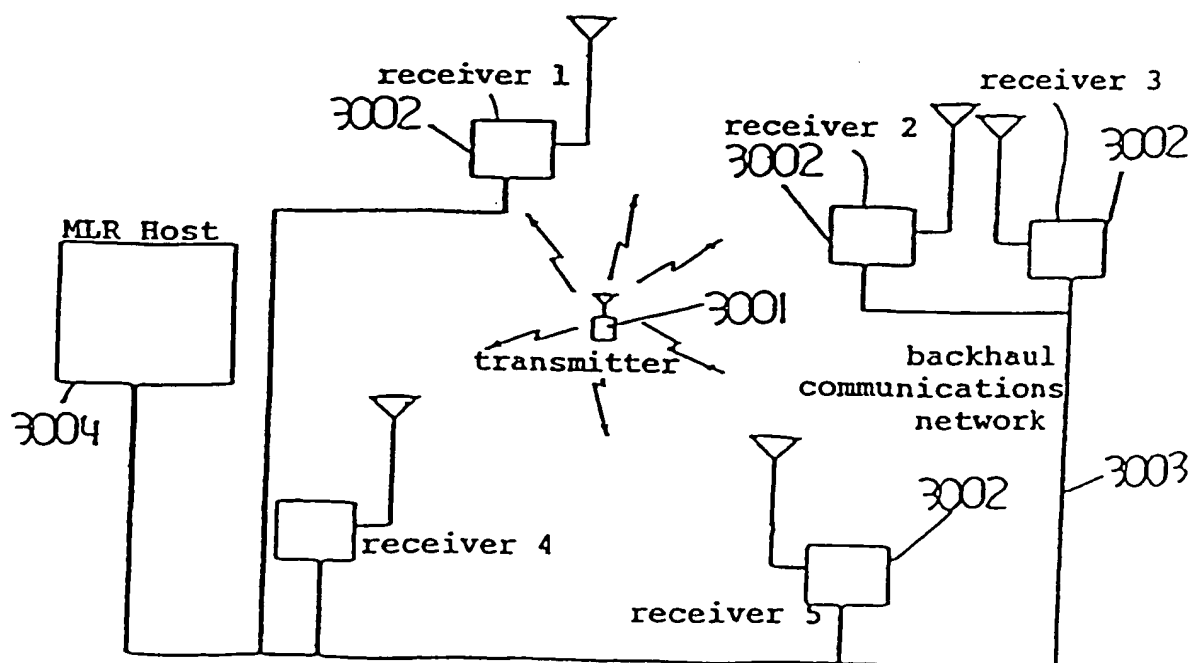 receiver 1
3002
receiver 3
receiver 2
3002
3002
MLR Host
3001
transmitter
backhaul
communications
network
3004
3003
3002
receiver 4
receiver 5